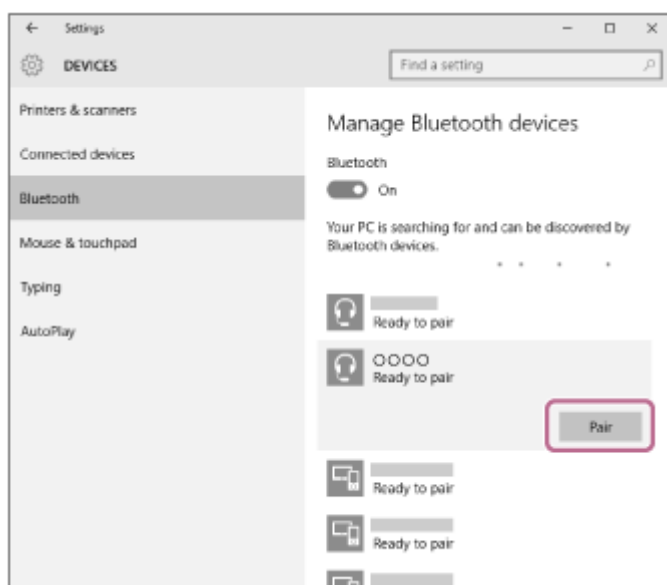 Settings
DEVICES
Find a setting
Printers & scanners
Connected devices
Bluetooth
Mouse & touchpad
Typing
AutoPlay
Manage Bluetooth devices
Bluetooth
On
Your PC is searching for and can be discovered by
Bluetooth devices.
Ready to pair
OOOO
Ready to pair
Pair
Ready to pair
Ready to pair